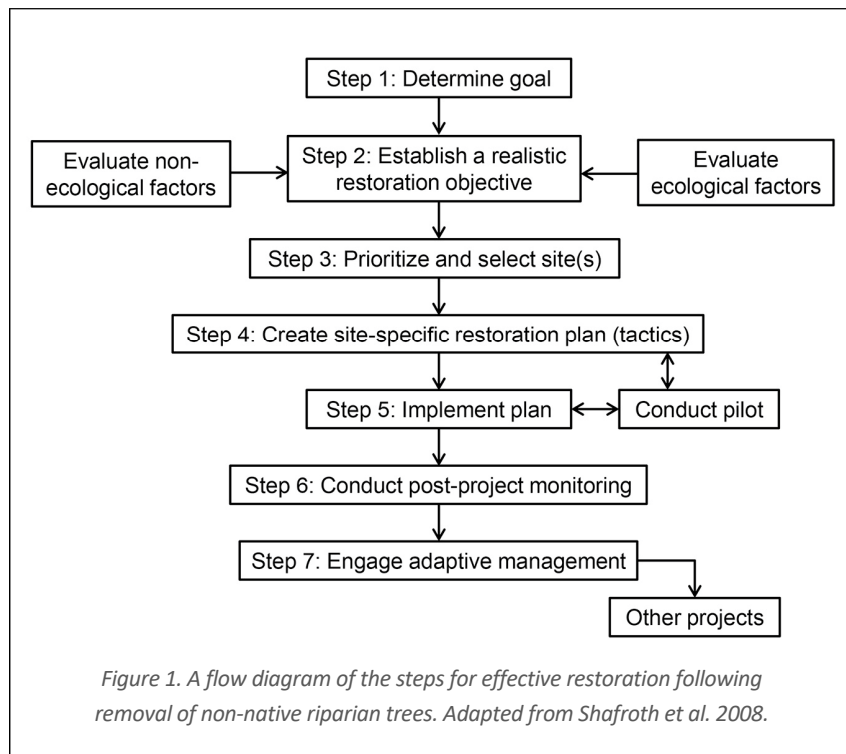 Step 1: Determine goal
Evaluate non-
ecological factors
Step 2: Establish a realistic
restoration objective
Evaluate
ecological factors
Step 3: Prioritize and select site(s)
Step 4: Create site-specific restoration plan (tactics)
Step 5: Implement plan
Conduct pilot
Step 6: Conduct post-project monitoring
Step 7: Engage adaptive management
Other projects
Figure 1. A flow diagram of the steps for effective restoration following
removal of non-native riparian trees. Adapted from Shafroth et al. 2008.